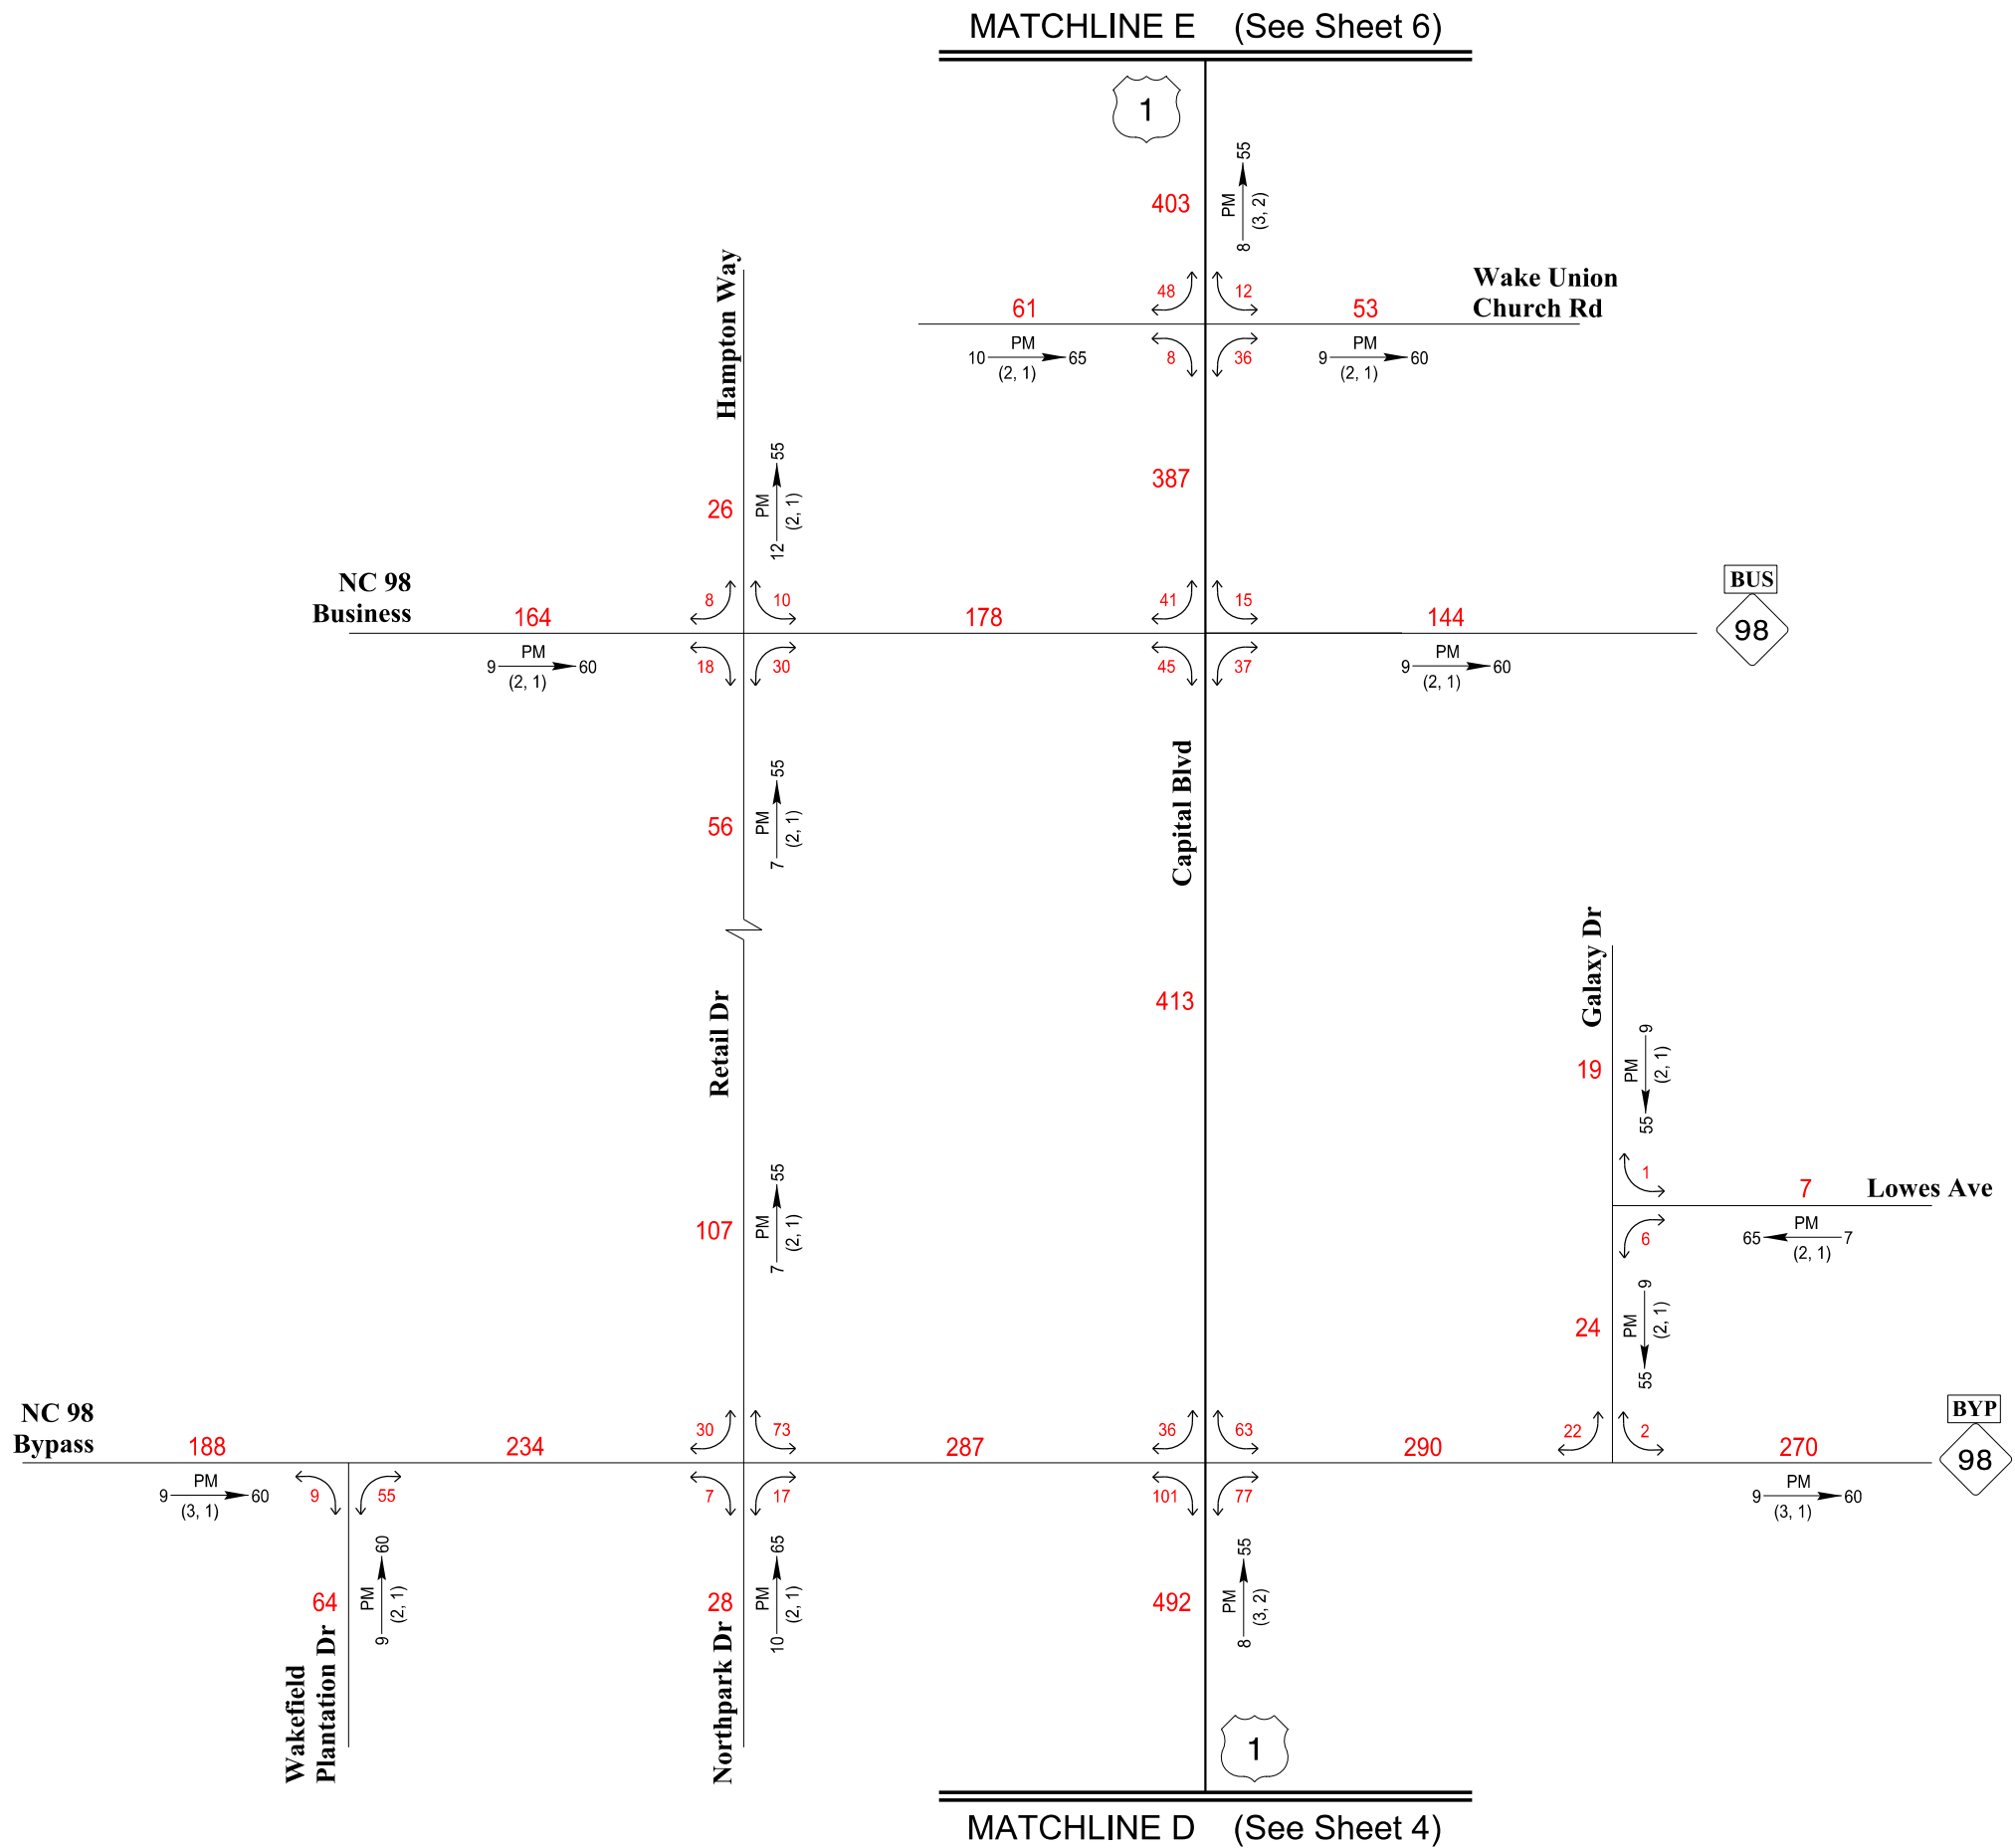 MATCHLINE E (See Sheet 6)
1
403
PM
8 55
(3, 2)
Hampton Way
48
12
Wake Union
Church Rd
61
53
PM
10 65
(2, 1)
8
36
PM
9 60
(2, 1)
387
26
PM
12 55
(2, 1)
NC 98
Business
164
8
10
178
41
15
144
BUS
98
PM
9 60
(2, 1)
18
30
45
37
PM
9 60
(2, 1)
Capital Blvd
56
PM
7 55
(2, 1)
Galaxy Dr
Retail Dr
413
19
PM
9 55
(2, 1)
1
7
Lowes Ave
107
PM
7 55
(2, 1)
6
PM
65 7
(2, 1)
24
PM
9 55
(2, 1)
NC 98
Bypass
188
234
30
73
287
36
63
290
22
2
270
BYP
98
PM
9 60
(3, 1)
9
55
7
17
101
77
PM
9 60
(3, 1)
64
PM
9 60
(2, 1)
28
PM
10 65
(2, 1)
492
PM
8 55
(3, 2)
Wakefield
Plantation Dr
Northpark Dr
1
MATCHLINE D (See Sheet 4)